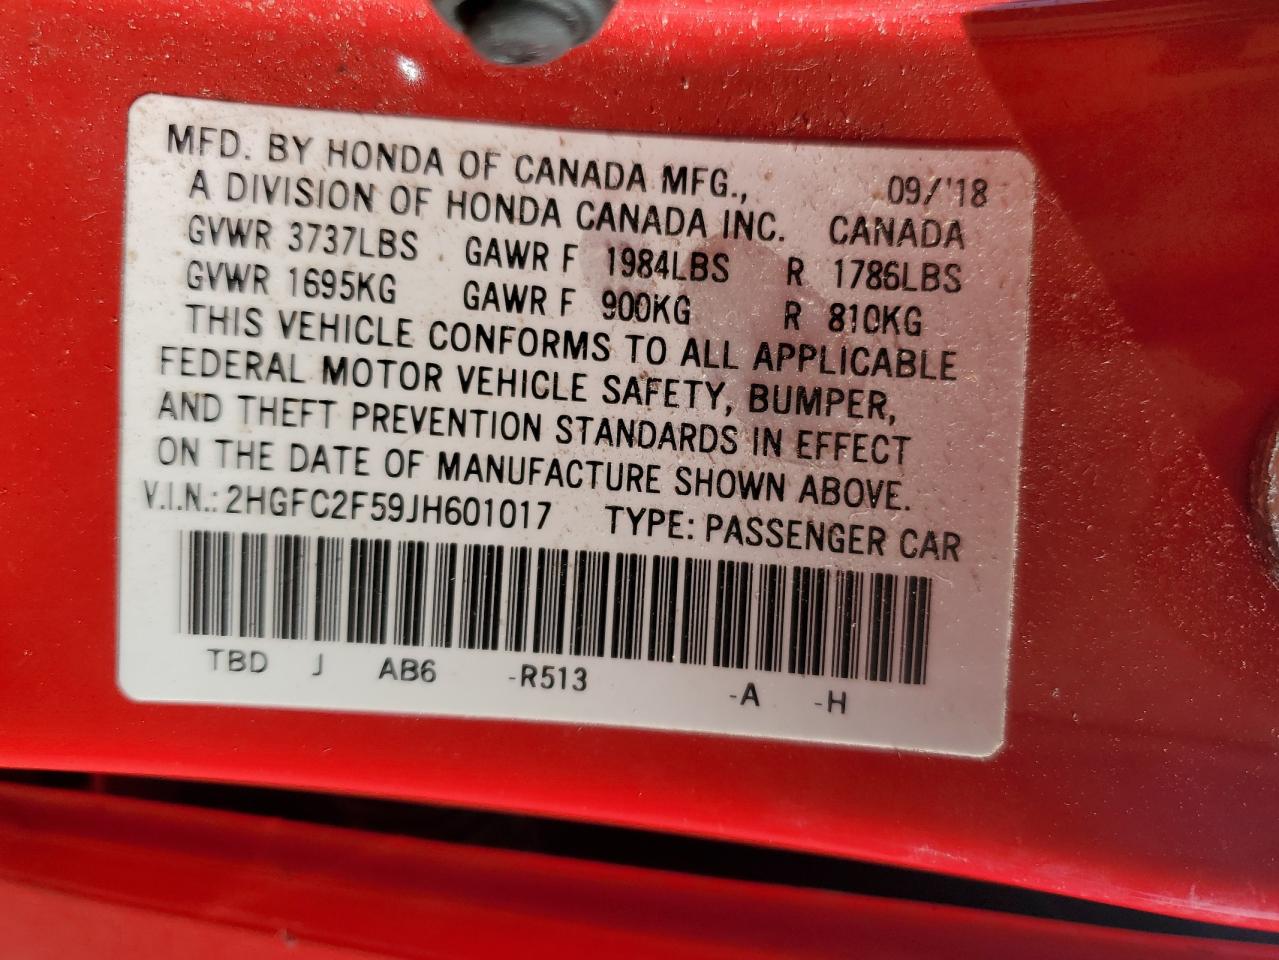 MFD. BY HONDA OF CANADA MFG., 09/'18
A DIVISION OF HONDA CANADA INC. CANADA
GVWR 3737LBS GAWR F 1984LBS R 1786LBS
GVWR 1695KG GAWR F 900KG R 810KG
THIS VEHICLE CONFORMS TO ALL APPLICABLE
FEDERAL MOTOR VEHICLE SAFETY, BUMPER,
AND THEFT PREVENTION STANDARDS IN EFFECT
ON THE DATE OF MANUFACTURE SHOWN ABOVE.
V.I.N.: 2HGFC2F59JH601017 TYPE: PASSENGER CAR
TBD J AB6 -R513 -A -H